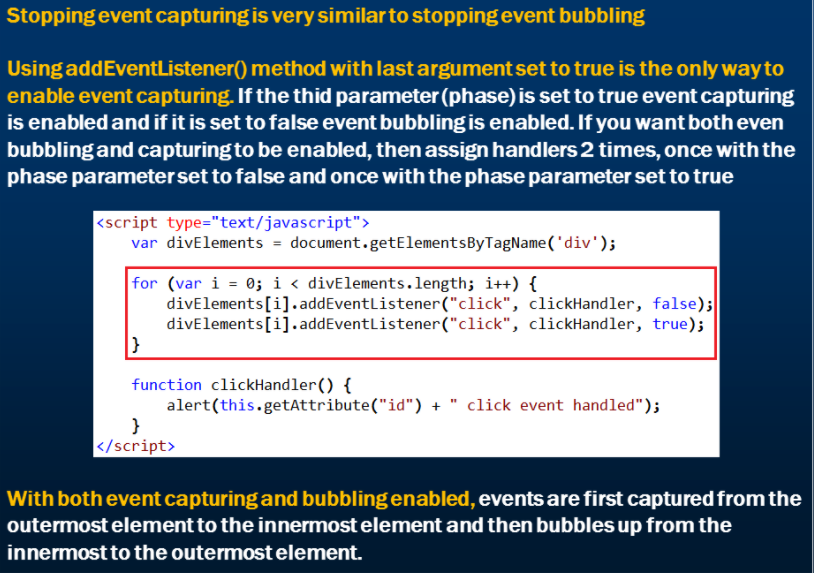 Stopping event capturing is very similar to stopping event bubbling
Using addEventListener() method with last argument set to true is the only way to
enable event capturing. If the thid parameter (phase) is set to true event capturing
is enabled and if it is set to false event bubbling is enabled. If you want both even
bubbling and capturing to be enabled, then assign handlers 2 times, once with the
phase parameter set to false and once with the phase parameter set to true
<script type="text/javascript">
var divElements = document.getElementsByTagName('div');
for (var i = 0; i < divElements.length; i++) {
divElements[i].addEventListener("click", clickHandler, false);
divElements[i].addEventListener("click", clickHandler, true);
}
function clickHandler() {
alert(this.getAttribute("id") + " click event handled");
}
</script>
With both event capturing and bubbling enabled, events are first captured from the
outermost element to the innermost element and then bubbles up from the
innermost to the outermost element.